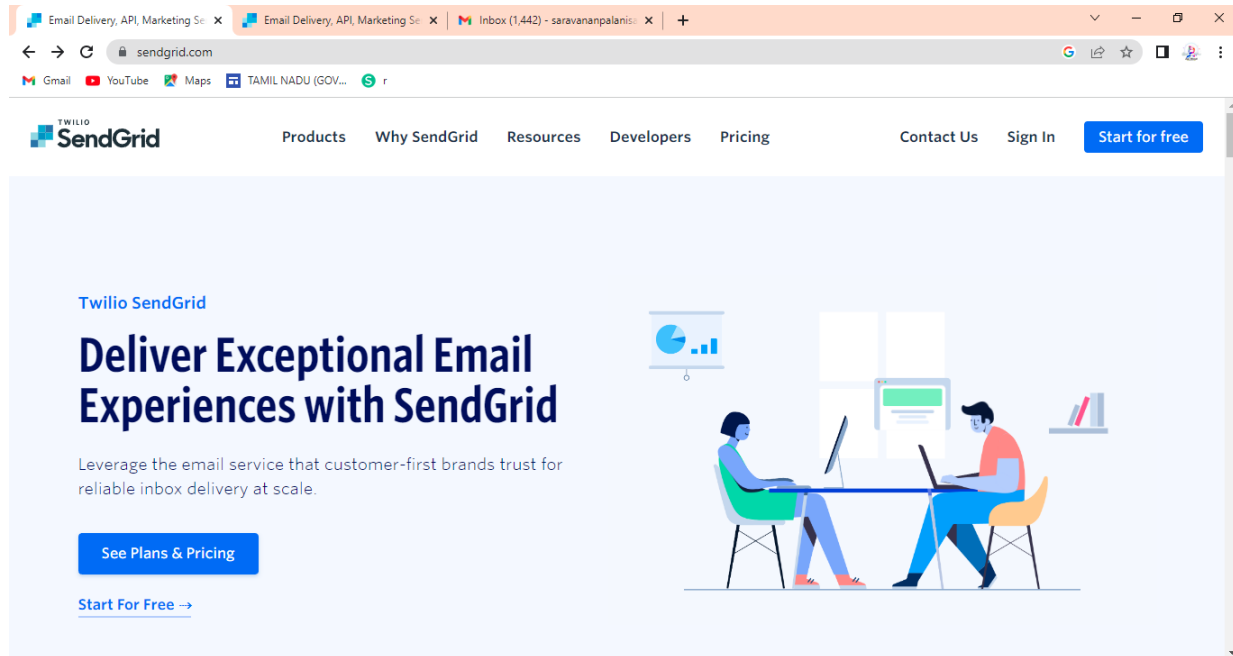 Email Delivery, API, Marketing Se
Email Delivery, API, Marketing Se
Inbox (1,442) - saravananpalanisa
sendgrid.com
Gmail YouTube Maps TAMIL NADU (GOV... r
TWILIO
SendGrid
Products Why SendGrid Resources Developers Pricing Contact Us Sign In Start for free
Twilio SendGrid
Deliver Exceptional Email
Experiences with SendGrid
Leverage the email service that customer-first brands trust for
reliable inbox delivery at scale.
See Plans & Pricing
Start For Free →